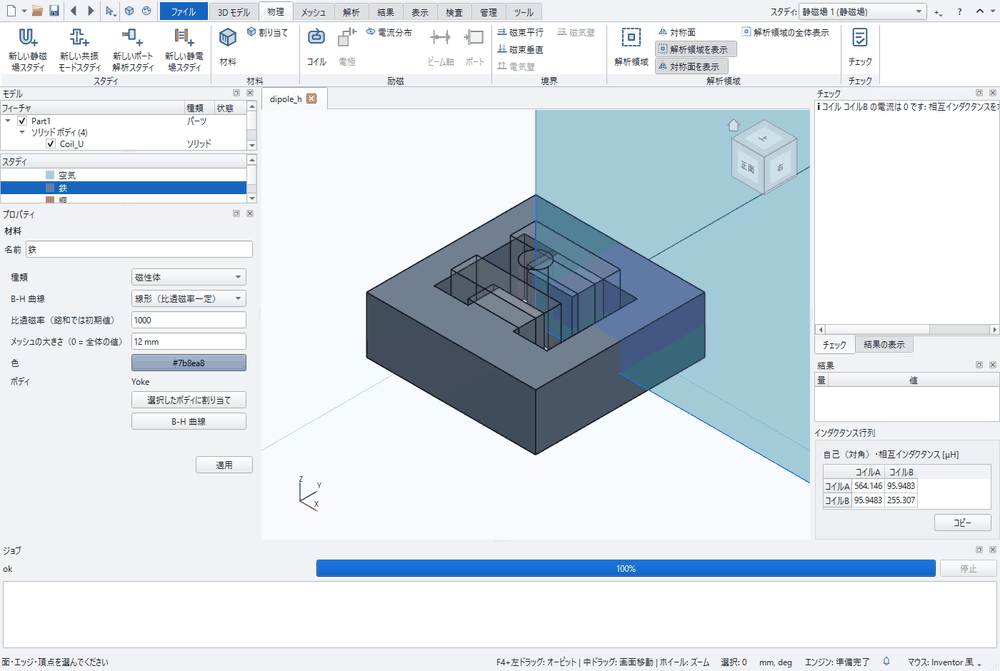 ファイル 3D モデル 物理 メッシュ 解析 結果 表示 検査 管理 ツール スタディ: 静磁場 1 (静磁場) ?
新しい静磁場スタディ 新しい共振モードスタディ 新しいポート解析スタディ 新しい静電場スタディ
スタディ
材料 割り当て
材料
コイル 電極 電流分布 ビーム軸 ポート
励磁
磁束平行 磁気壁
磁束垂直
電気壁
境界
解析領域 対称面 解析領域の全体表示
解析領域を表示
対称面を表示
解析領域
チェック
チェック
モデル
フィーチャ 種類 状態
Part1 パーツ
ソリッド ボディ (4)
Coil_U ソリッド
スタディ
空気
鉄
プロパティ
材料
名前 鉄
種類 磁性体
B-H 曲線 線形（比透磁率一定）
比透磁率（飽和では初期値） 1000
メッシュの大きさ（0 = 全体の値） 12 mm
色 #7b8ea8
ボディ Yoke
選択したボディに割り当て
B-H 曲線
適用
dipole_h
上
正面 右
Z
Y
X
チェック
コイル コイルB の電流は 0 です: 相互インダクタンスを
チェック 結果の表示
結果
量 値
インダクタンス行列
自己（対角）・相互インダクタンス [μH]
コイルA コイルB
コイルA 564.146 95.9483
コイルB 95.9483 255.307
コピー
ジョブ
ok 100% 停止
面・エッジ・頂点を選んでください F4+左ドラッグ: オービット | 中ドラッグ: 画面移動 | ホイール: ズーム 選択: 0 mm, deg エンジン: 準備完了 マウス: Inventor 風